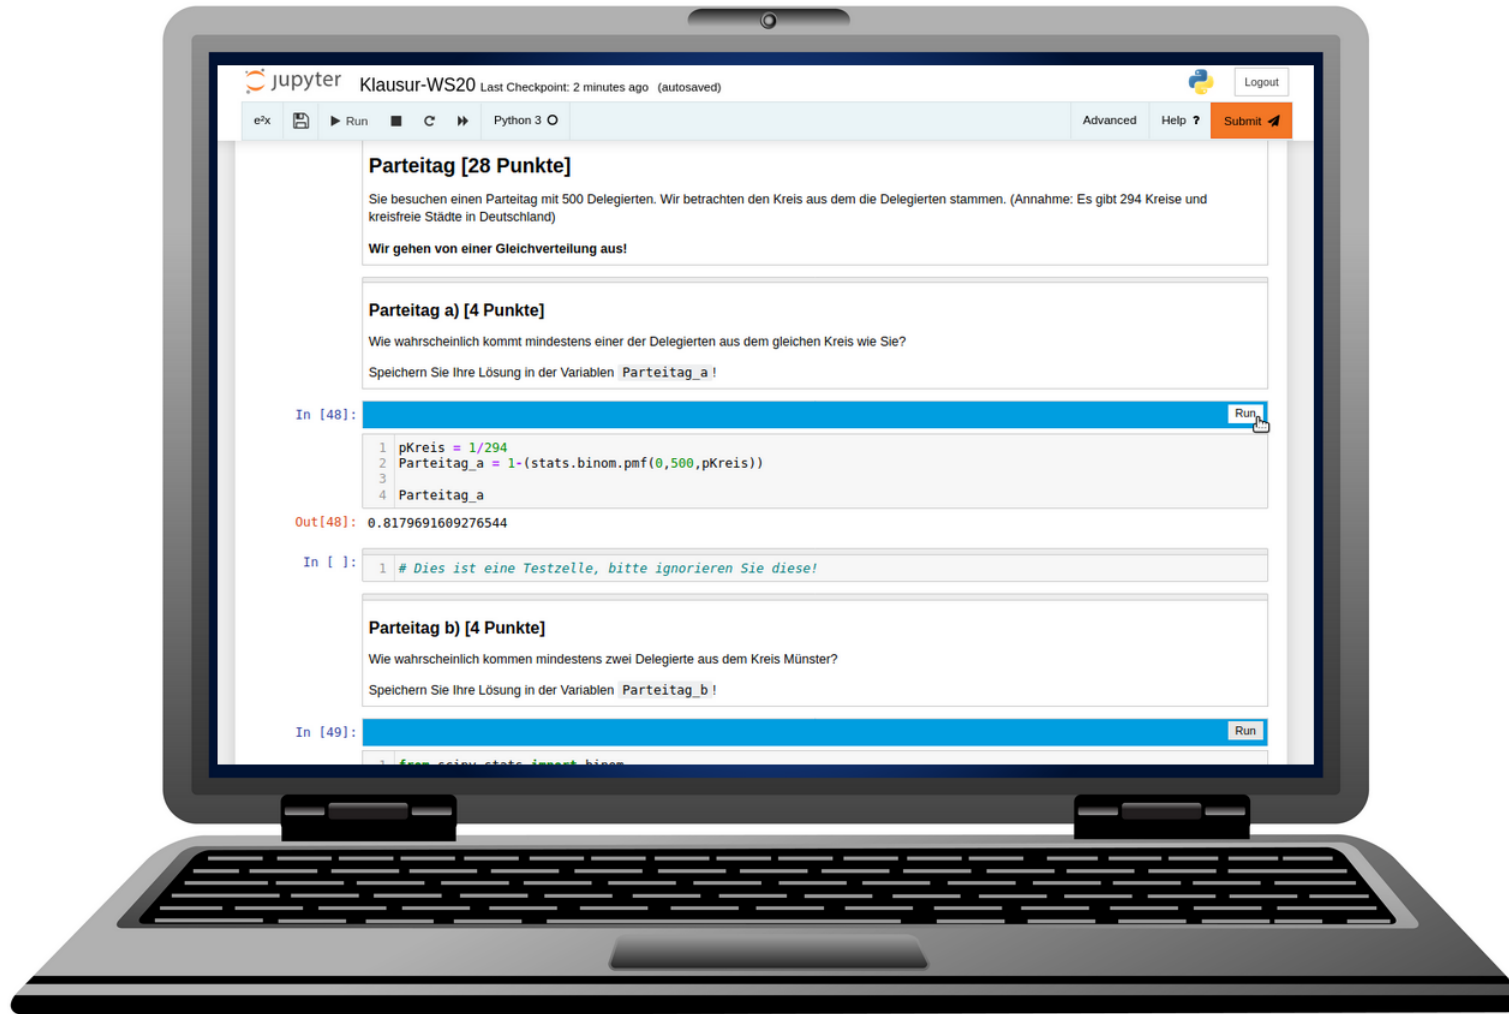 jupyter Klausur-WS20 Last Checkpoint: 2 minutes ago (autosaved)
Logout
e²x Run Python 3 Advanced Help ? Submit
Parteitag [28 Punkte]
Sie besuchen einen Parteitag mit 500 Delegierten. Wir betrachten den Kreis aus dem die Delegierten stammen. (Annahme: Es gibt 294 Kreise und
kreisfreie Städte in Deutschland)
Wir gehen von einer Gleichverteilung aus!
Parteitag a) [4 Punkte]
Wie wahrscheinlich kommt mindestens einer der Delegierten aus dem gleichen Kreis wie Sie?
Speichern Sie Ihre Lösung in der Variablen Parteitag_a !
In [48]:
Run
1 pKreis = 1/294
2 Parteitag_a = 1-(stats.binom.pmf(0,500,pKreis))
3
4 Parteitag_a
Out[48]: 0.8179691609276544
In [ ]:
1 # Dies ist eine Testzelle, bitte ignorieren Sie diese!
Parteitag b) [4 Punkte]
Wie wahrscheinlich kommen mindestens zwei Delegierte aus dem Kreis Münster?
Speichern Sie Ihre Lösung in der Variablen Parteitag_b !
In [49]:
Run
1 from scipy.stats import binom